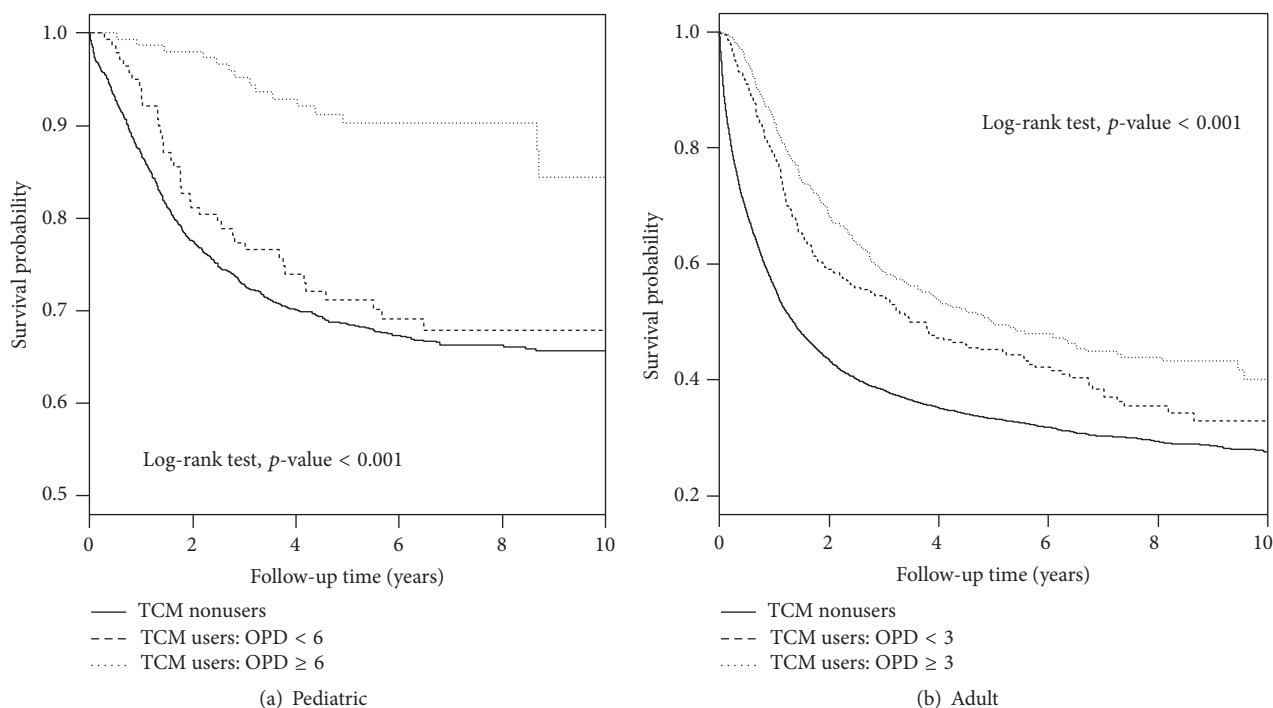 1.0
0.9
0.8
0.7
0.6
0.5
Survival probability
Log-rank test, p-value < 0.001
0 2 4 6 8 10
Follow-up time (years)
TCM nonusers
TCM users: OPD < 6
TCM users: OPD ≥ 6
(a) Pediatric
1.0
0.8
0.6
0.4
0.2
Survival probability
Log-rank test, p-value < 0.001
0 2 4 6 8 10
Follow-up time (years)
TCM nonusers
TCM users: OPD < 3
TCM users: OPD ≥ 3
(b) Adult